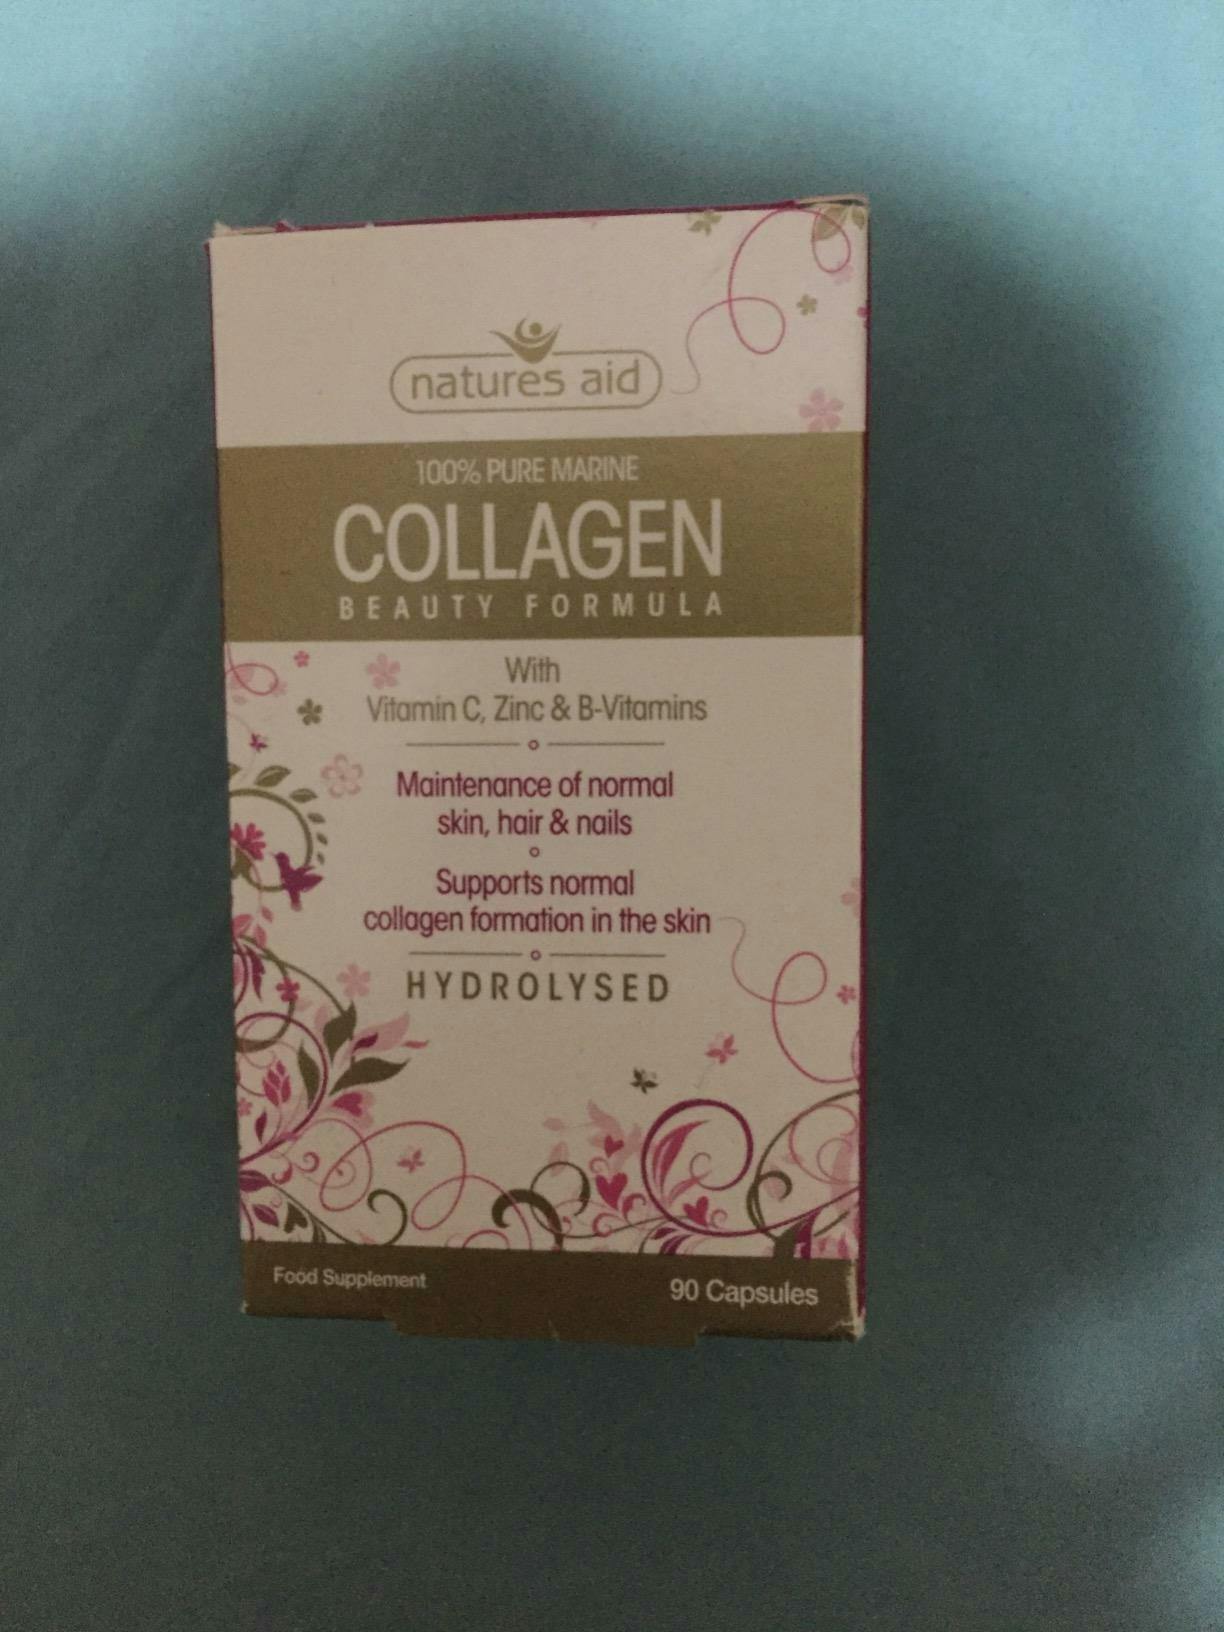 natures aid
100% PURE MARINE
COLLAGEN
BEAUTY FORMULA
With
Vitamin C, Zinc & B-Vitamins
Maintenance of normal
skin, hair & nails
Supports normal
collagen formation in the skin
HYDROLYSED
Food Supplement
90 Capsules